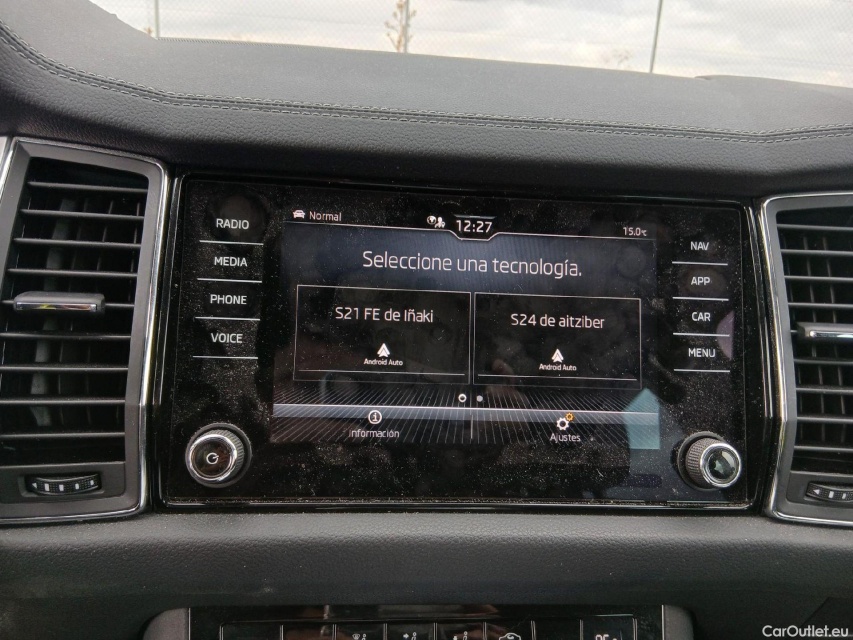 Normal
12:27
15.0°C
RADIO
MEDIA
PHONE
VOICE
NAV
APP
CAR
MENU
Seleccione una tecnología.
S21 FE de Iñaki
Android Auto
S24 de aitziber
Android Auto
Información
Ajustes
CarOutlet.eu